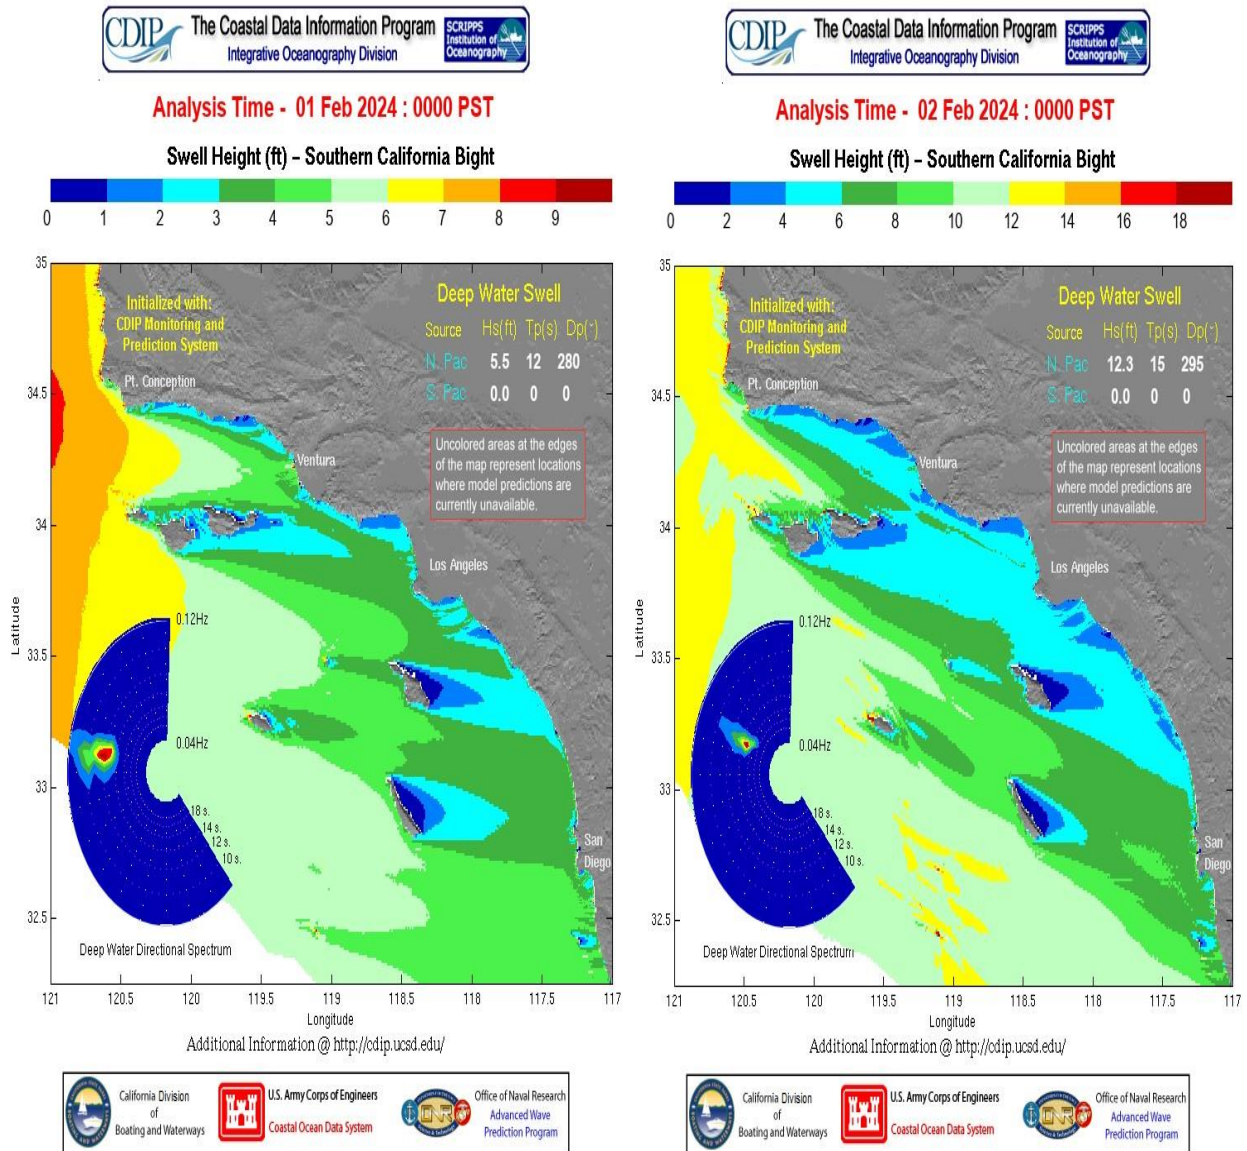 CDIP
The Coastal Data Information Program
Integrative Oceanography Division
SCRIPPS
Institution of
Oceanography
Analysis Time - 01 Feb 2024 : 0000 PST
Swell Height (ft) – Southern California Bight
0 1 2 3 4 5 6 7 8 9
35
34.5
34
33.5
33
32.5
Latitude
Initialized with:
CDIP Monitoring and
Prediction System
Deep Water Swell
Source Hs(ft) Tp(s) Dp(°)
N. Pac 5.5 12 280
S. Pac 0.0 0 0
Uncolored areas at the edges
of the map represent locations
where model predictions are
currently unavailable.
Pt. Conception
Ventura
Los Angeles
San
Diego
0.12Hz
0.04Hz
18 s.
14 s.
12 s.
10 s.
Deep Water Directional Spectrum
121 120.5 120 119.5 119 118.5 118 117.5 117
Longitude
Additional Information @ http://cdip.ucsd.edu/
California Division
of
Boating and Waterways
U.S. Army Corps of Engineers
Coastal Ocean Data System
ONR
Office of Naval Research
Advanced Wave
Prediction Program
CDIP
The Coastal Data Information Program
Integrative Oceanography Division
SCRIPPS
Institution of
Oceanography
Analysis Time - 02 Feb 2024 : 0000 PST
Swell Height (ft) – Southern California Bight
0 2 4 6 8 10 12 14 16 18
35
34.5
34
33.5
33
32.5
Latitude
Initialized with:
CDIP Monitoring and
Prediction System
Deep Water Swell
Source Hs(ft) Tp(s) Dp(°)
N. Pac 12.3 15 295
S. Pac 0.0 0 0
Uncolored areas at the edges
of the map represent locations
where model predictions are
currently unavailable.
Pt. Conception
Ventura
Los Angeles
San
Diego
0.12Hz
0.04Hz
18 s.
14 s.
12 s.
10 s.
Deep Water Directional Spectrum
121 120.5 120 119.5 119 118.5 118 117.5 117
Longitude
Additional Information @ http://cdip.ucsd.edu/
California Division
of
Boating and Waterways
U.S. Army Corps of Engineers
Coastal Ocean Data System
ONR
Office of Naval Research
Advanced Wave
Prediction Program